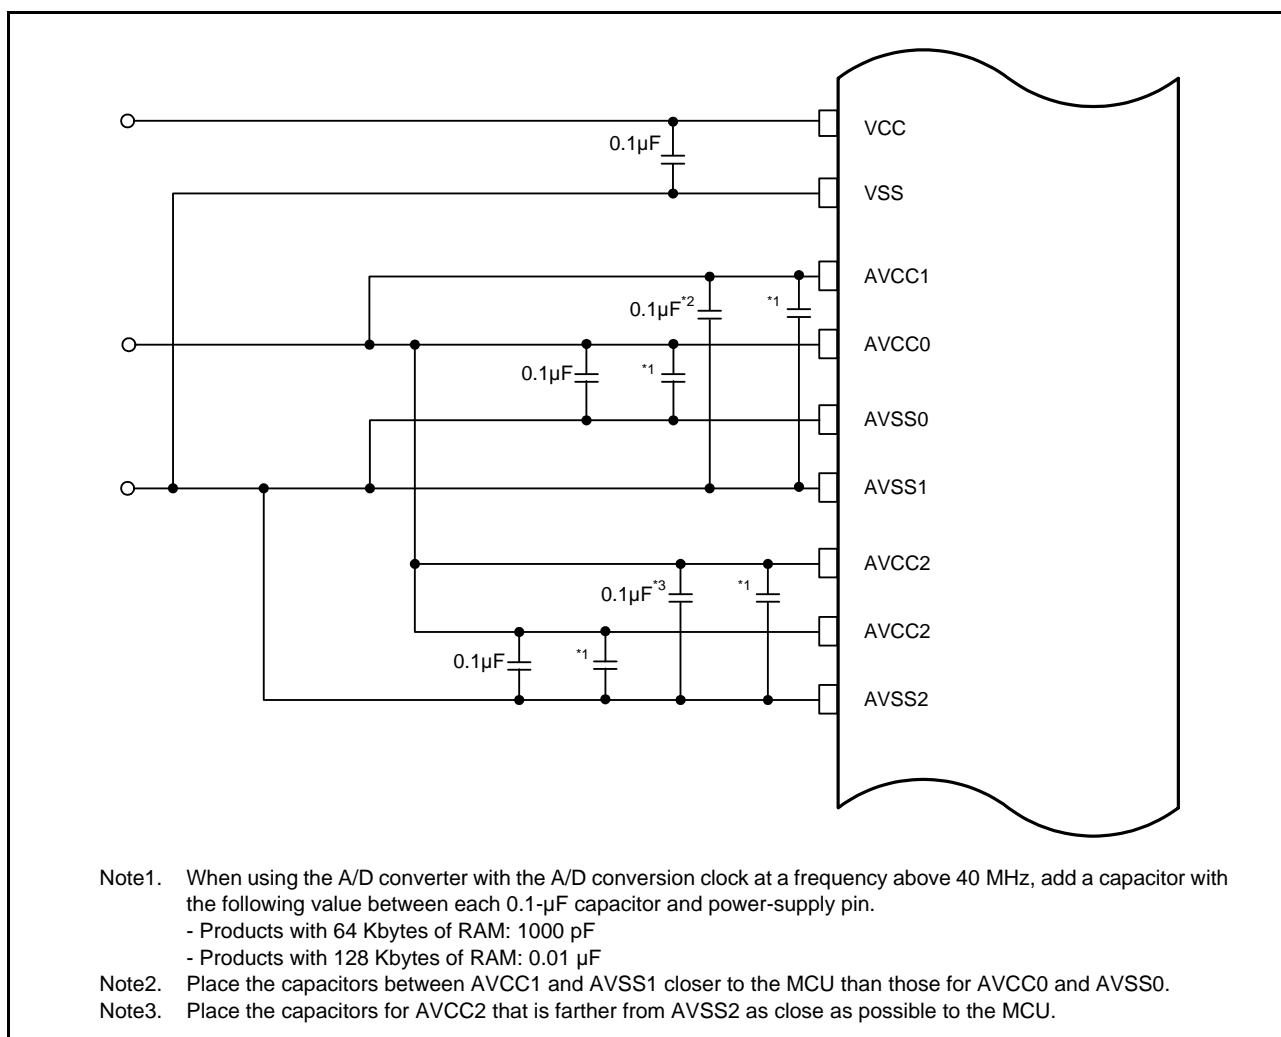 VCC
0.1µF
VSS
AVCC1
0.1µF*2
*1
AVCC0
0.1µF
*1
AVSS0
AVSS1
AVCC2
0.1µF*3
*1
AVCC2
0.1µF
*1
AVSS2
Note1. When using the A/D converter with the A/D conversion clock at a frequency above 40 MHz, add a capacitor with
the following value between each 0.1-µF capacitor and power-supply pin.
- Products with 64 Kbytes of RAM: 1000 pF
- Products with 128 Kbytes of RAM: 0.01 µF
Note2. Place the capacitors between AVCC1 and AVSS1 closer to the MCU than those for AVCC0 and AVSS0.
Note3. Place the capacitors for AVCC2 that is farther from AVSS2 as close as possible to the MCU.